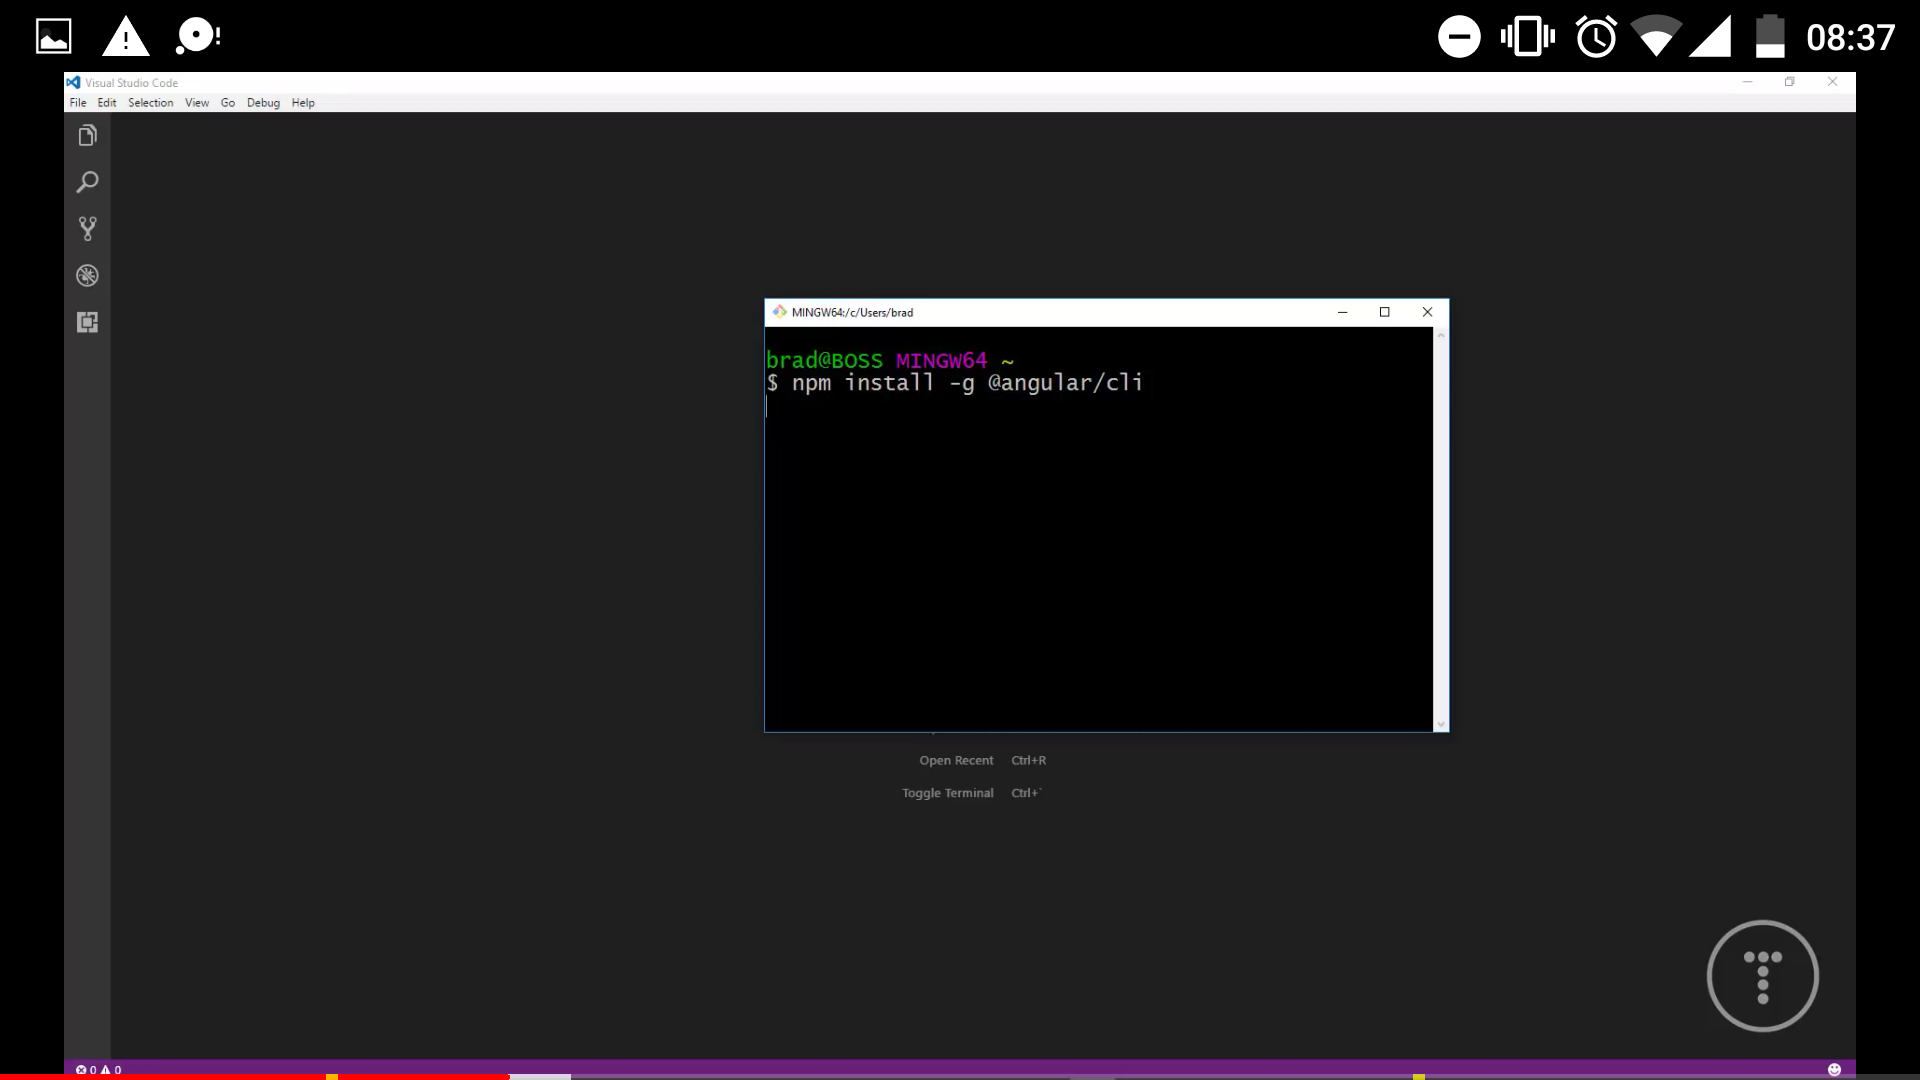 08:37
Visual Studio Code
File Edit Selection View Go Debug Help
MINGW64:/c/Users/brad
brad@BOSS MINGW64 ~
$ npm install -g @angular/cli
Open Recent Ctrl+R
Toggle Terminal Ctrl+`
0 0